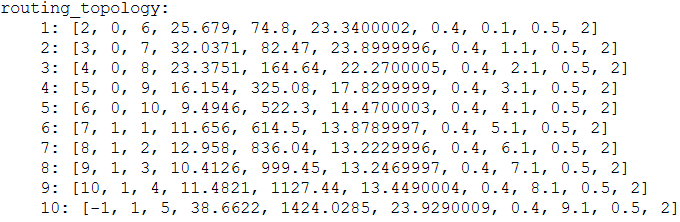 routing_topology:
1: [2, 0, 6, 25.679, 74.8, 23.3400002, 0.4, 0.1, 0.5, 2]
2: [3, 0, 7, 32.0371, 82.47, 23.8999996, 0.4, 1.1, 0.5, 2]
3: [4, 0, 8, 23.3751, 164.64, 22.2700005, 0.4, 2.1, 0.5, 2]
4: [5, 0, 9, 16.154, 325.08, 17.8299999, 0.4, 3.1, 0.5, 2]
5: [6, 0, 10, 9.4946, 522.3, 14.4700003, 0.4, 4.1, 0.5, 2]
6: [7, 1, 1, 11.656, 614.5, 13.8789997, 0.4, 5.1, 0.5, 2]
7: [8, 1, 2, 12.958, 836.04, 13.2229996, 0.4, 6.1, 0.5, 2]
8: [9, 1, 3, 10.4126, 999.45, 13.2469997, 0.4, 7.1, 0.5, 2]
9: [10, 1, 4, 11.4821, 1127.44, 13.4490004, 0.4, 8.1, 0.5, 2]
10: [-1, 1, 5, 38.6622, 1424.0285, 23.9290009, 0.4, 9.1, 0.5, 2]